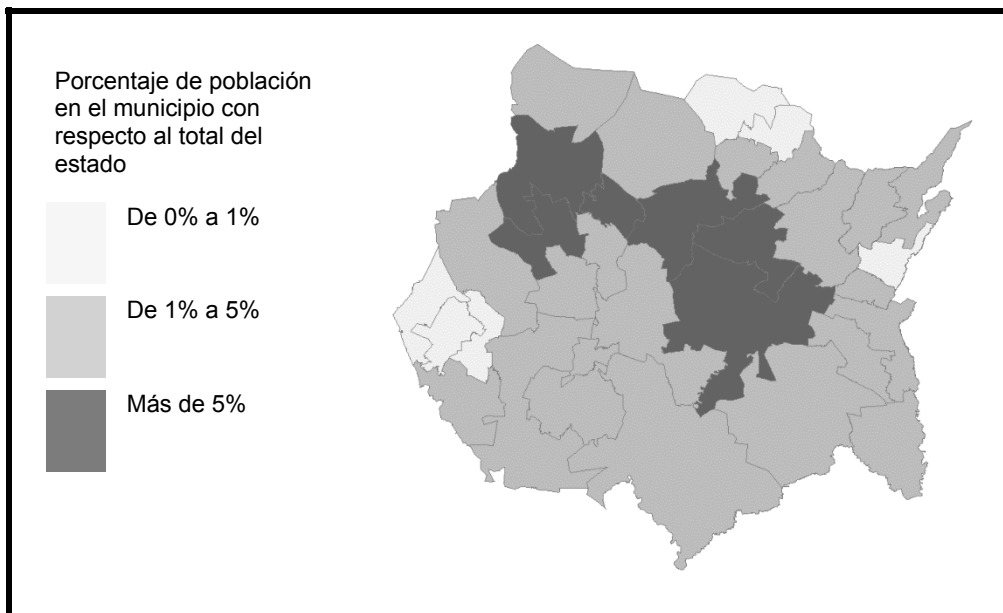 Porcentaje de población
en el municipio con
respecto al total del
estado
De 0% a 1%
De 1% a 5%
Más de 5%